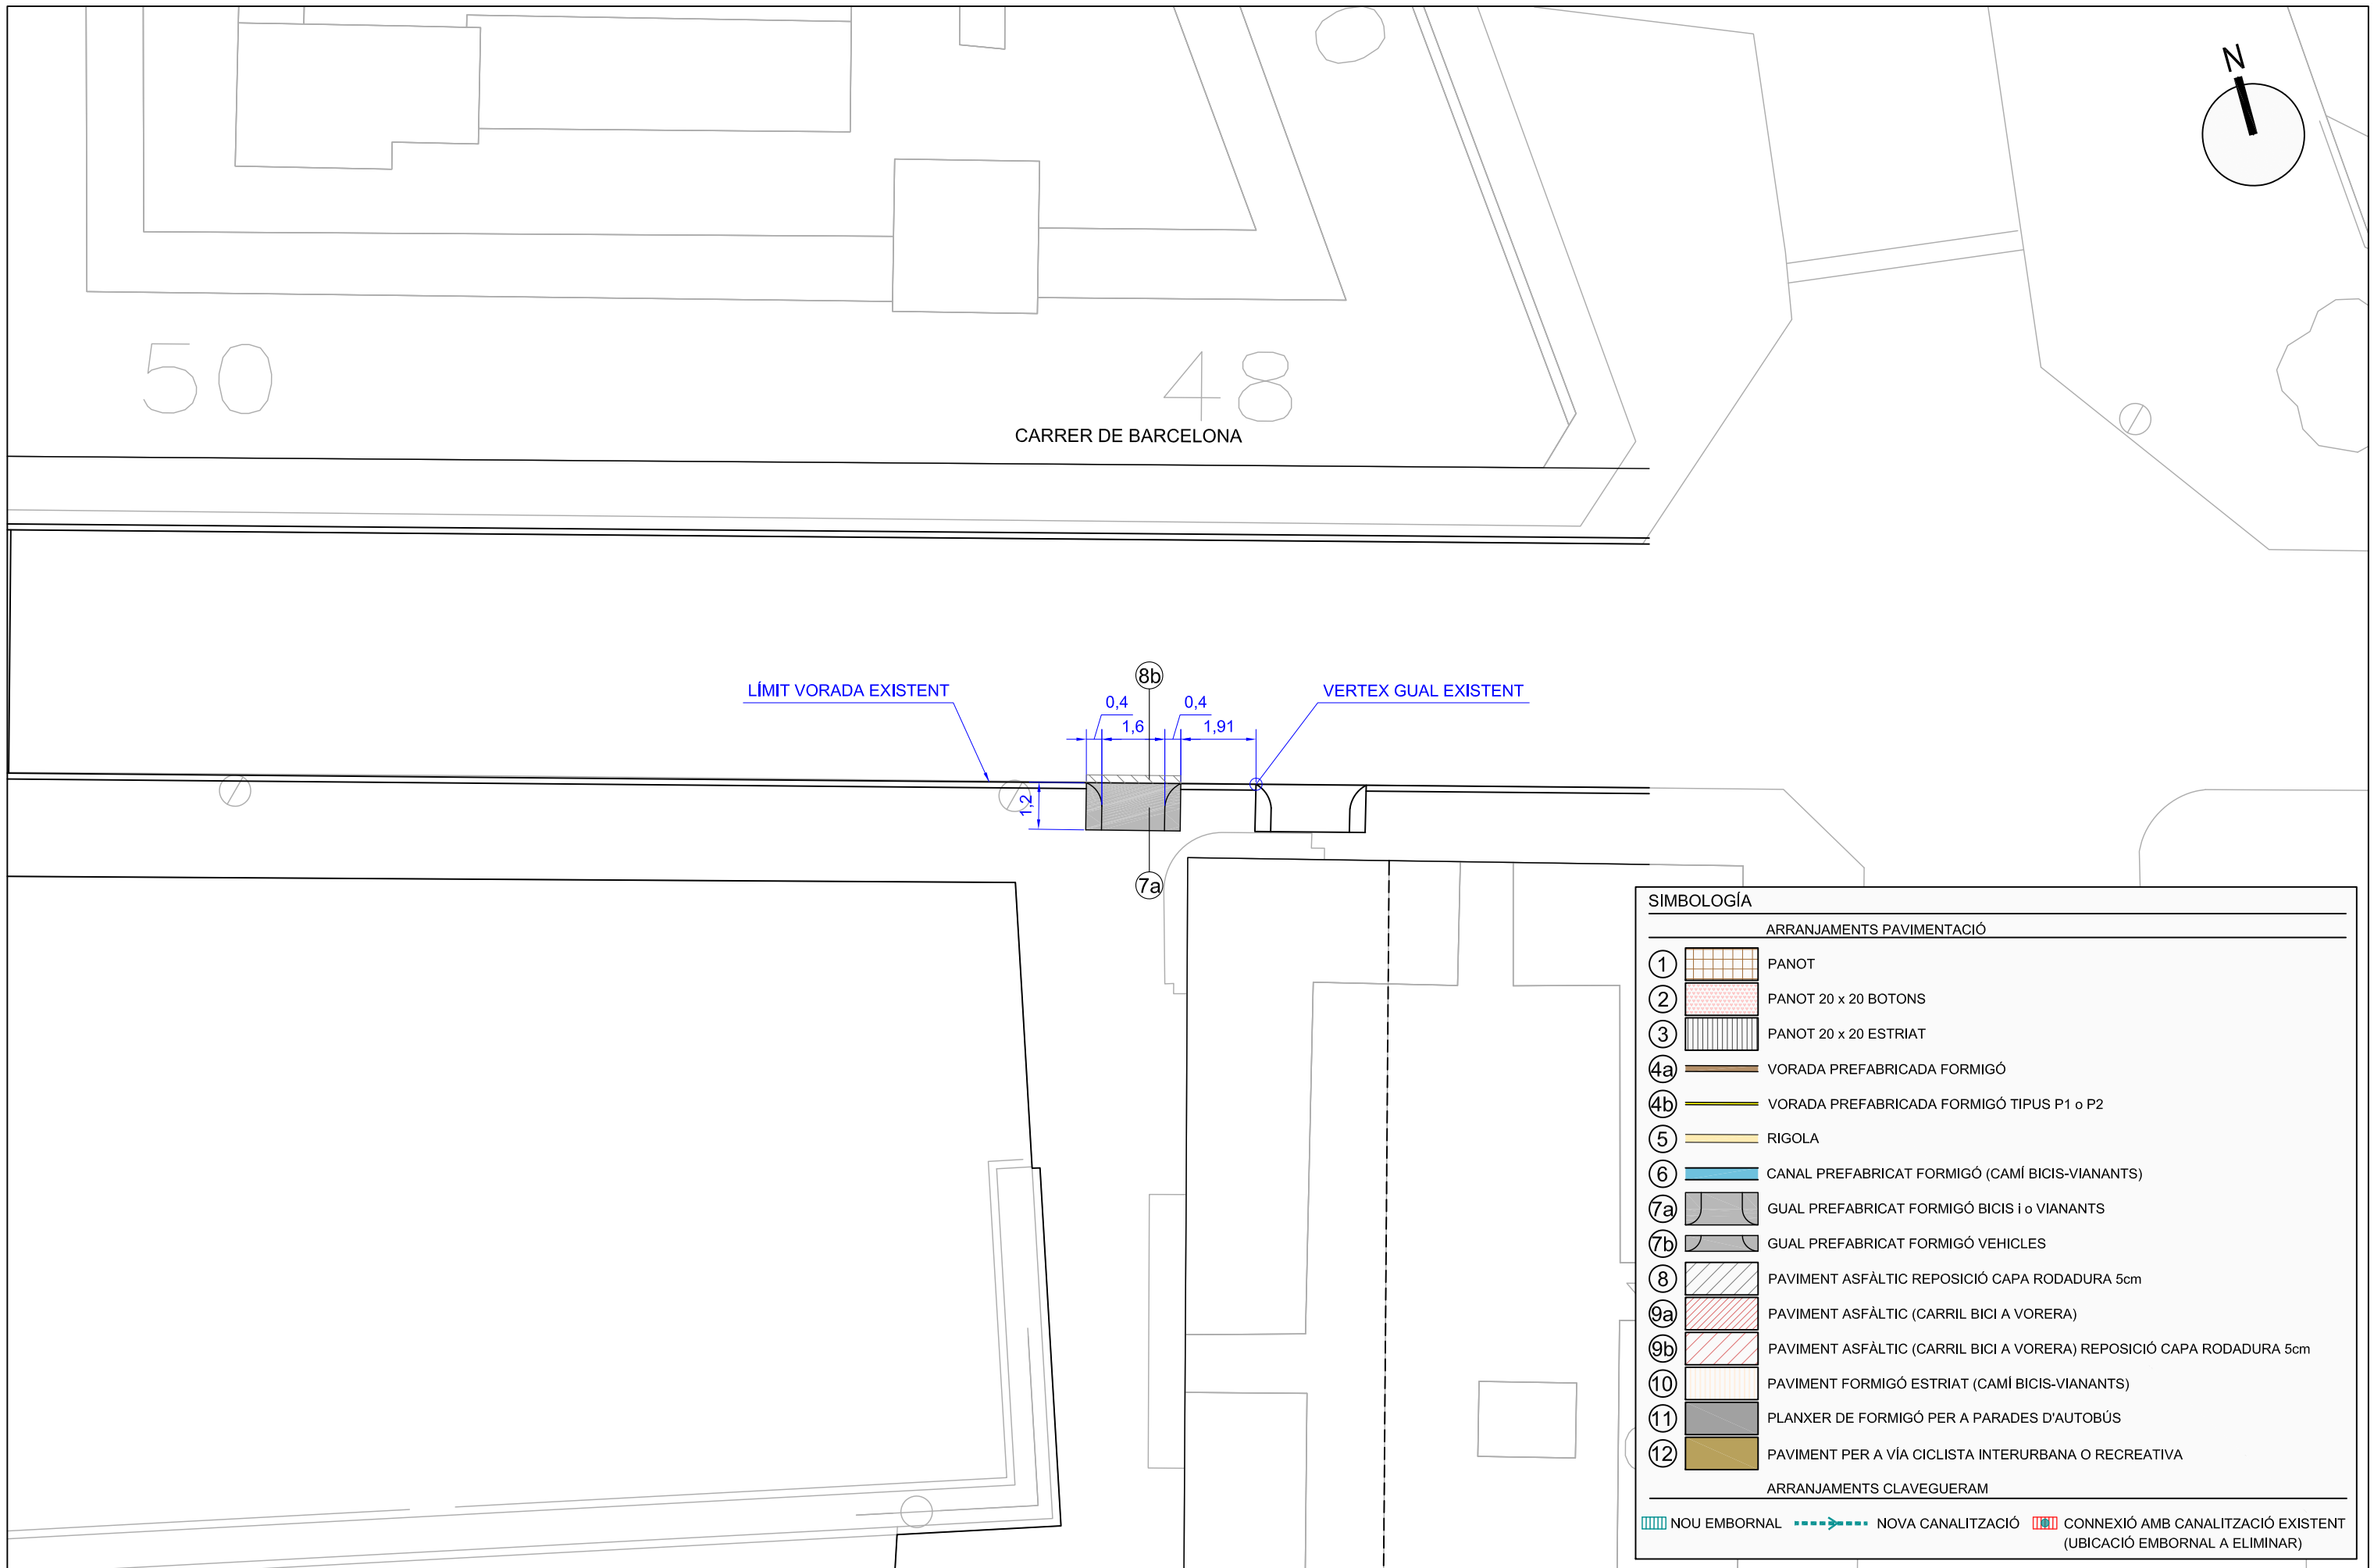 N
50
48
CARRER DE BARCELONA
8b
LÍMIT VORADA EXISTENT
VERTEX GUAL EXISTENT
0,4
0,4
1,6
1,91
1,2
7a
SIMBOLOGÍA
ARRANJAMENTS PAVIMENTACIÓ
1 PANOT
2 PANOT 20 x 20 BOTONS
3 PANOT 20 x 20 ESTRIAT
4a VORADA PREFABRICADA FORMIGÓ
4b VORADA PREFABRICADA FORMIGÓ TIPUS P1 o P2
5 RIGOLA
6 CANAL PREFABRICAT FORMIGÓ (CAMÍ BICIS-VIANANTS)
7a GUAL PREFABRICAT FORMIGÓ BICIS i o VIANANTS
7b GUAL PREFABRICAT FORMIGÓ VEHICLES
8 PAVIMENT ASFÀLTIC REPOSICIÓ CAPA RODADURA 5cm
9a PAVIMENT ASFÀLTIC (CARRIL BICI A VORERA)
9b PAVIMENT ASFÀLTIC (CARRIL BICI A VORERA) REPOSICIÓ CAPA RODADURA 5cm
10 PAVIMENT FORMIGÓ ESTRIAT (CAMÍ BICIS-VIANANTS)
11 PLANXER DE FORMIGÓ PER A PARADES D'AUTOBÚS
12 PAVIMENT PER A VÍA CICLISTA INTERURBANA O RECREATIVA
ARRANJAMENTS CLAVEGUERAM
NOU EMBORNAL NOVA CANALITZACIÓ CONNEXIÓ AMB CANALITZACIÓ EXISTENT
(UBICACIÓ EMBORNAL A ELIMINAR)